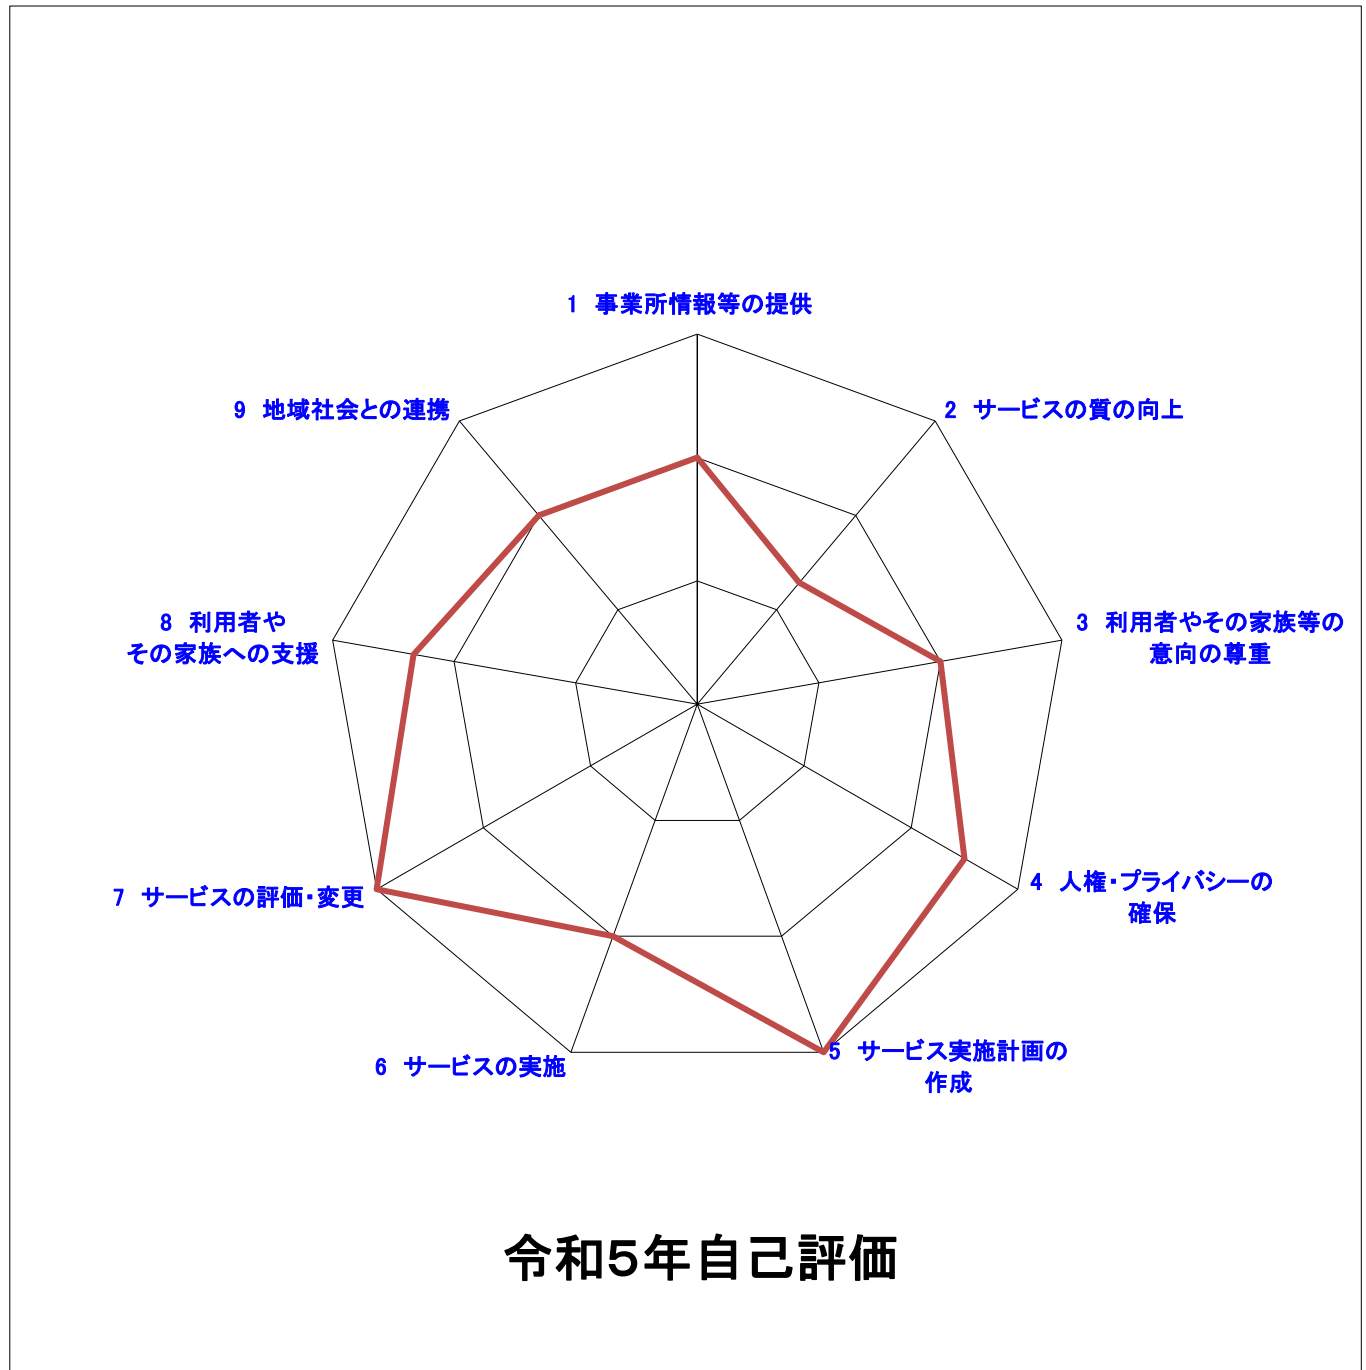 1 事業所情報等の提供
2 サービスの質の向上
3 利用者やその家族等の
意向の尊重
4 人権・プライバシーの
確保
5 サービス実施計画の
作成
6 サービスの実施
7 サービスの評価・変更
8 利用者や
その家族への支援
9 地域社会との連携
令和5年自己評価